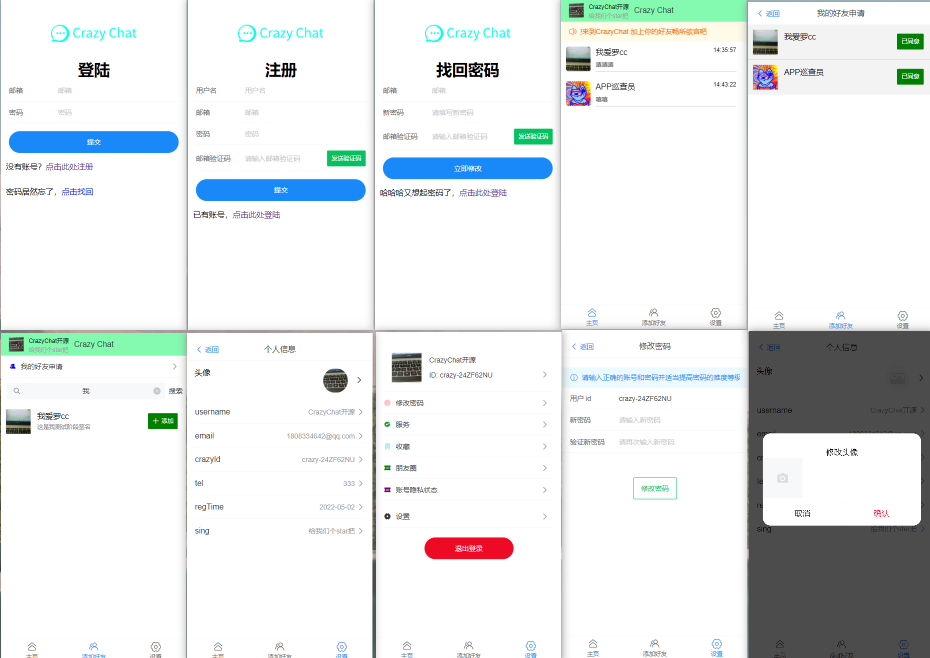 Crazy Chat
登陆
邮箱 邮箱
密码 密码
提交
没有账号？点击此处注册
密码居然忘了，点击找回
Crazy Chat
注册
用户名 用户名
邮箱 邮箱
密码 密码
邮箱验证码 请输入邮箱验证码 发送验证码
提交
已有账号，点击此处登陆
Crazy Chat
找回密码
邮箱 邮箱
新密码 请填写新密码
邮箱验证码 请输入邮箱验证码 发送验证码
立即修改
哈哈哈又想起密码了，点击此处登陆
CrazyChat开源 Crazy Chat
给我们个star把
来到CrazyChat 加上你的好友畅所欲言吧
我爱罗cc 14:35:57
嘻嘻嘻
APP巡查员 14:43:22
嘻嘻
主页 添加好友 设置
返回 我的好友申请
我爱罗cc 已同意
APP巡查员 已同意
主页 添加好友 设置
CrazyChat开源 Crazy Chat
给我们个star把
我的好友申请
我 搜索
我爱罗cc + 添加
这是我测试阶段签名
主页 添加好友 设置
返回 个人信息
头像
username CrazyChat开源
email 1808334642@qq.com
crazyId crazy-24ZF62NU
tel 333
regTime 2022-05-02
sing 给我们个star把
主页 添加好友 设置
CrazyChat开源
ID: crazy-24ZF62NU
修改密码
服务
收藏
朋友圈
账号隐私状态
设置
退出登录
主页 添加好友 设置
返回 修改密码
请输入正确的账号和密码并适当提高密码的难度等级
用户 id crazy-24ZF62NU
新密码 请输入新密码
验证新密码 请再次输入新密码
修改密码
主页 添加好友 设置
返回 个人信息
头像
username CrazyChat开源
修改头像
取消 确认
sing 给我们个star把
主页 添加好友 设置